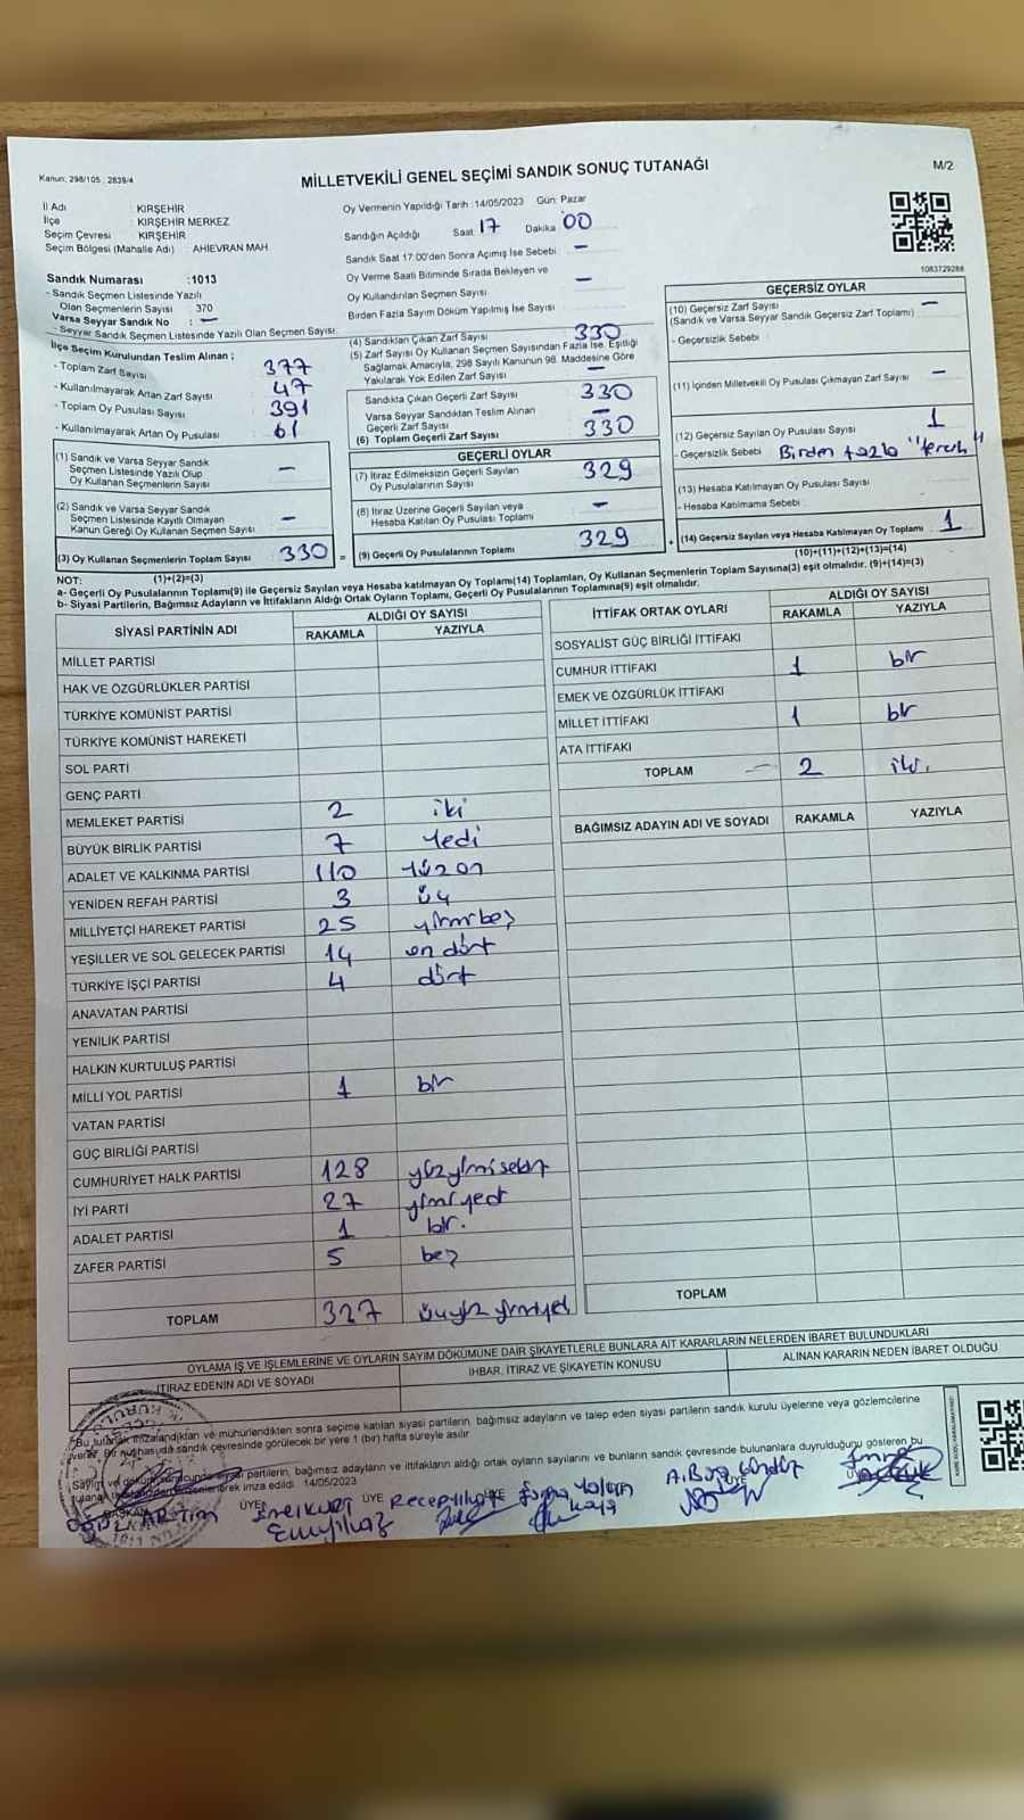 Kanun: 298/105 ; 2839/4
MİLLETVEKİLİ GENEL SEÇİMİ SANDIK SONUÇ TUTANAĞI
M/2
İl Adı : KIRŞEHİR
İlçe : KIRŞEHİR MERKEZ
Seçim Çevresi : KIRŞEHİR
Seçim Bölgesi (Mahalle Adı) AHİEVRAN MAH.
Oy Vermenin Yapıldığı Tarih : 14/05/2023 Gün: Pazar
Sandığın Açıldığı Saat 17 Dakika 00
Sandık Saat 17:00'den Sonra Açımış İse Sebebi –
Oy Verme Saati Bitiminde Sırada Bekleyen ve
Oy Kullandırılan Seçmen Sayısı –
Birden Fazla Sayım Döküm Yapılmış İse Sayısı
1083729288
Sandık Numarası :1013
- Sandık Seçmen Listesinde Yazılı
Olan Seçmenlerin Sayısı 370
Varsa Seyyar Sandık No : –
- Seyyar Sandık Seçmen Listesinde Yazılı Olan Seçmen Sayısı:
İlçe Seçim Kurulundan Teslim Alınan ;
- Toplam Zarf Sayısı 377
- Kullanılmayarak Artan Zarf Sayısı 47
- Toplam Oy Pusulası Sayısı 391
- Kullanılmayarak Artan Oy Pusulası 61
(1) Sandık ve Varsa Seyyar Sandık
Seçmen Listesinde Yazılı Olup
Oy Kullanan Seçmenlerin Sayısı –
(2) Sandık ve Varsa Seyyar Sandık
Seçmen Listesinde Kayıtlı Olmayan
Kanun Gereği Oy Kullanan Seçmen Sayısı –
(3) Oy Kullanan Seçmenlerin Toplam Sayısı 330 =
(4) Sandıktan Çıkan Zarf Sayısı 330
(5) Zarf Sayısı Oy Kullanan Seçmen Sayısından Fazla İse, Eşitliği
Sağlamak Amacıyla, 298 Sayılı Kanunun 98. Maddesine Göre
Yakılarak Yok Edilen Zarf Sayısı –
Sandıkta Çıkan Geçerli Zarf Sayısı 330
Varsa Seyyar Sandıktan Teslim Alınan
Geçerli Zarf Sayısı –
(6) Toplam Geçerli Zarf Sayısı 330
GEÇERLİ OYLAR
(7) İtiraz Edilmeksizin Geçerli Sayılan
Oy Pusulalarının Sayısı 329
(8) İtiraz Üzerine Geçerli Sayılan veya
Hesaba Katılan Oy Pusulası Toplamı –
(9) Geçerli Oy Pusulalarının Toplamı 329 +
GEÇERSİZ OYLAR
(10) Geçersiz Zarf Sayısı –
(Sandık ve Varsa Seyyar Sandık Geçersiz Zarf Toplamı)
- Geçersizlik Sebebi
(11) İçinden Milletvekili Oy Pusulası Çıkmayan Zarf Sayısı –
(12) Geçersiz Sayılan Oy Pusulası Sayısı 1
- Geçersizlik Sebebi Birden fazla "tercih"
(13) Hesaba Katılmayan Oy Pusulası Sayısı
- Hesaba Katılmama Sebebi
(14) Geçersiz Sayılan veya Hesaba Katılmayan Oy Toplamı 1
(10)+(11)+(12)+(13)=(14)
NOT: (1)+(2)=(3)
a- Geçerli Oy Pusulalarının Toplamı(9) ile Geçersiz Sayılan veya Hesaba katılmayan Oy Toplamı(14) Toplamları, Oy Kullanan Seçmenlerin Toplam Sayısına(3) eşit olmalıdır. (9)+(14)=(3)
b- Siyasi Partilerin, Bağımsız Adayların ve İttifakların Aldığı Ortak Oyların Toplamı, Geçerli Oy Pusulalarının Toplamına(9) eşit olmalıdır.
SİYASİ PARTİNİN ADI
ALDIĞI OY SAYISI
RAKAMLA YAZIYLA
MİLLET PARTİSİ
HAK VE ÖZGÜRLÜKLER PARTİSİ
TÜRKİYE KOMÜNİST PARTİSİ
TÜRKİYE KOMÜNİST HAREKETİ
SOL PARTİ
GENÇ PARTİ
MEMLEKET PARTİSİ 2 iki
BÜYÜK BİRLİK PARTİSİ 7 Yedi
ADALET VE KALKINMA PARTİSİ 110 Yüzon
YENİDEN REFAH PARTİSİ 3 üç
MİLLİYETÇİ HAREKET PARTİSİ 25 yirmi beş
YEŞİLLER VE SOL GELECEK PARTİSİ 14 on dört
TÜRKİYE İŞÇİ PARTİSİ 4 dört
ANAVATAN PARTİSİ
YENİLİK PARTİSİ
HALKIN KURTULUŞ PARTİSİ
MİLLİ YOL PARTİSİ 1 bir
VATAN PARTİSİ
GÜÇ BİRLİĞİ PARTİSİ
CUMHURİYET HALK PARTİSİ 128 yüzyirmisekiz
İYİ PARTİ 27 yirmiyedi
ADALET PARTİSİ 1 bir.
ZAFER PARTİSİ 5 beş
TOPLAM 327 üçyüz yirmiyedi
İTTİFAK ORTAK OYLARI
ALDIĞI OY SAYISI
RAKAMLA YAZIYLA
SOSYALİST GÜÇ BİRLİĞİ İTTİFAKI
CUMHUR İTTİFAKI 1 bir
EMEK VE ÖZGÜRLÜK İTTİFAKI
MİLLET İTTİFAKI 1 bir
ATA İTTİFAKI
TOPLAM 2 iki.
BAĞIMSIZ ADAYIN ADI VE SOYADI RAKAMLA YAZIYLA
TOPLAM
OYLAMA İŞ VE İŞLEMLERİNE VE OYLARIN SAYIM DÖKÜMÜNE DAİR ŞİKAYETLERLE BUNLARA AİT KARARLARIN NELERDEN İBARET BULUNDUKLARI
İTİRAZ EDENİN ADI VE SOYADI
İHBAR, İTİRAZ VE ŞİKAYETİN KONUSU
ALINAN KARARIN NEDEN İBARET OLDUĞU
Bu tutanak imzalandıktan ve mühürlendikten sonra seçime katılan siyasi partilerin, bağımsız adayların ve talep eden siyasi partilerin sandık kurulu üyelerine veya gözlemcilerine
verilir. Bir nüshası da sandık çevresinde görülecek bir yere 1 (bir) hafta süreyle asılır.
Sayım ve döküm sonucunda siyasi partilerin, bağımsız adayların ve ittifakların aldığı ortak oyların sayılarını ve bunların sandık çevresinde bulunanlara duyrulduğunu gösteren bu
tutanak düzenlenerek imza edildi. 14/05/2023
BAŞKAN ÜYE ÜYE ÜYE